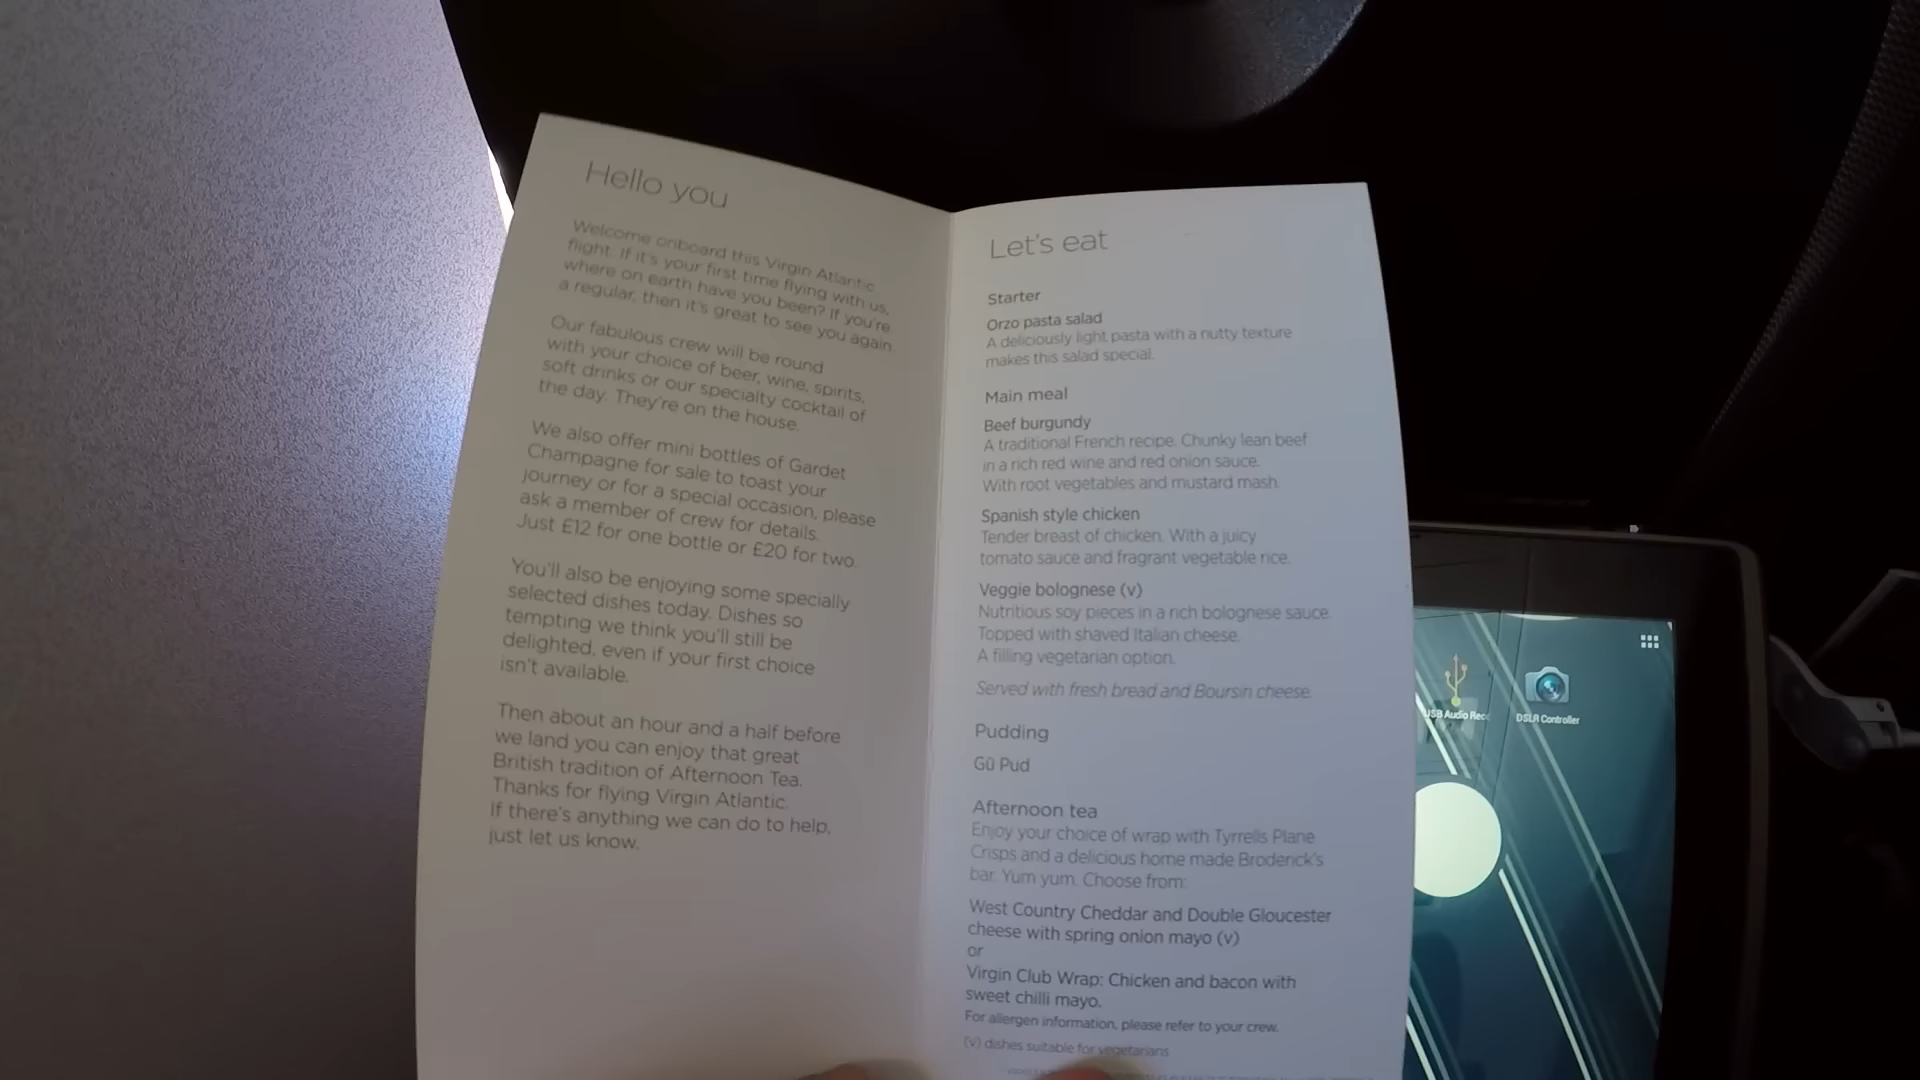 Hello you
Welcome onboard this Virgin Atlantic
flight. If it's your first time flying with us,
where on earth have you been? If you're
a regular, then it's great to see you again.
Our fabulous crew will be round
with your choice of beer, wine, spirits,
soft drinks or our specialty cocktail of
the day. They're on the house.
We also offer mini bottles of Gardet
Champagne for sale to toast your
journey or for a special occasion, please
ask a member of crew for details.
Just £12 for one bottle or £20 for two.
You'll also be enjoying some specially
selected dishes today. Dishes so
tempting we think you'll still be
delighted, even if your first choice
isn't available.
Then about an hour and a half before
we land you can enjoy that great
British tradition of Afternoon Tea.
Thanks for flying Virgin Atlantic.
If there's anything we can do to help,
just let us know.
Let's eat
Starter
Orzo pasta salad
A deliciously light pasta with a nutty texture
makes this salad special.
Main meal
Beef burgundy
A traditional French recipe. Chunky lean beef
in a rich red wine and red onion sauce.
With root vegetables and mustard mash.
Spanish style chicken
Tender breast of chicken. With a juicy
tomato sauce and fragrant vegetable rice.
Veggie bolognese (v)
Nutritious soy pieces in a rich bolognese sauce.
Topped with shaved Italian cheese.
A filling vegetarian option.
Served with fresh bread and Boursin cheese.
Pudding
Gü Pud
Afternoon tea
Enjoy your choice of wrap with Tyrrells Plane
Crisps and a delicious home made Broderick's
bar. Yum yum. Choose from:
West Country Cheddar and Double Gloucester
cheese with spring onion mayo (v)
or
Virgin Club Wrap: Chicken and bacon with
sweet chilli mayo.
For allergen information, please refer to your crew.
(v) dishes suitable for vegetarians
USB Audio Rec
DSLR Controller